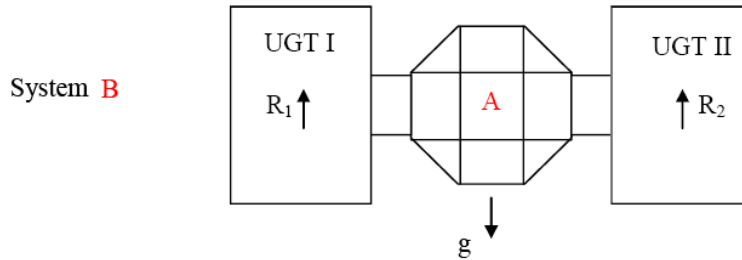 UGT I
UGT II
System B
R₁
A
R₂
g